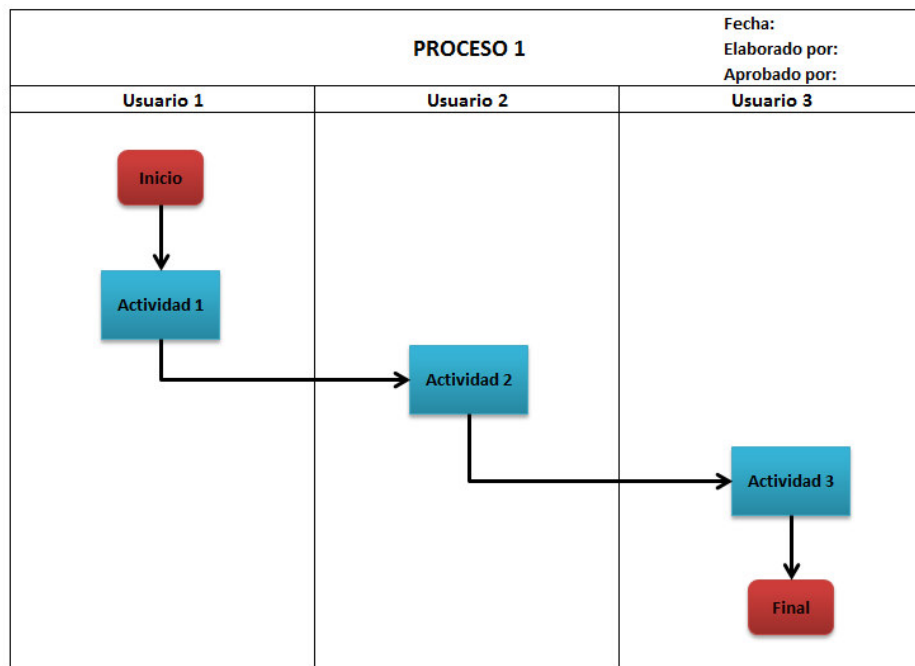 PROCESO 1
Fecha:
Elaborado por:
Aprobado por:
Usuario 1
Usuario 2
Usuario 3
Inicio
Actividad 1
Actividad 2
Actividad 3
Final